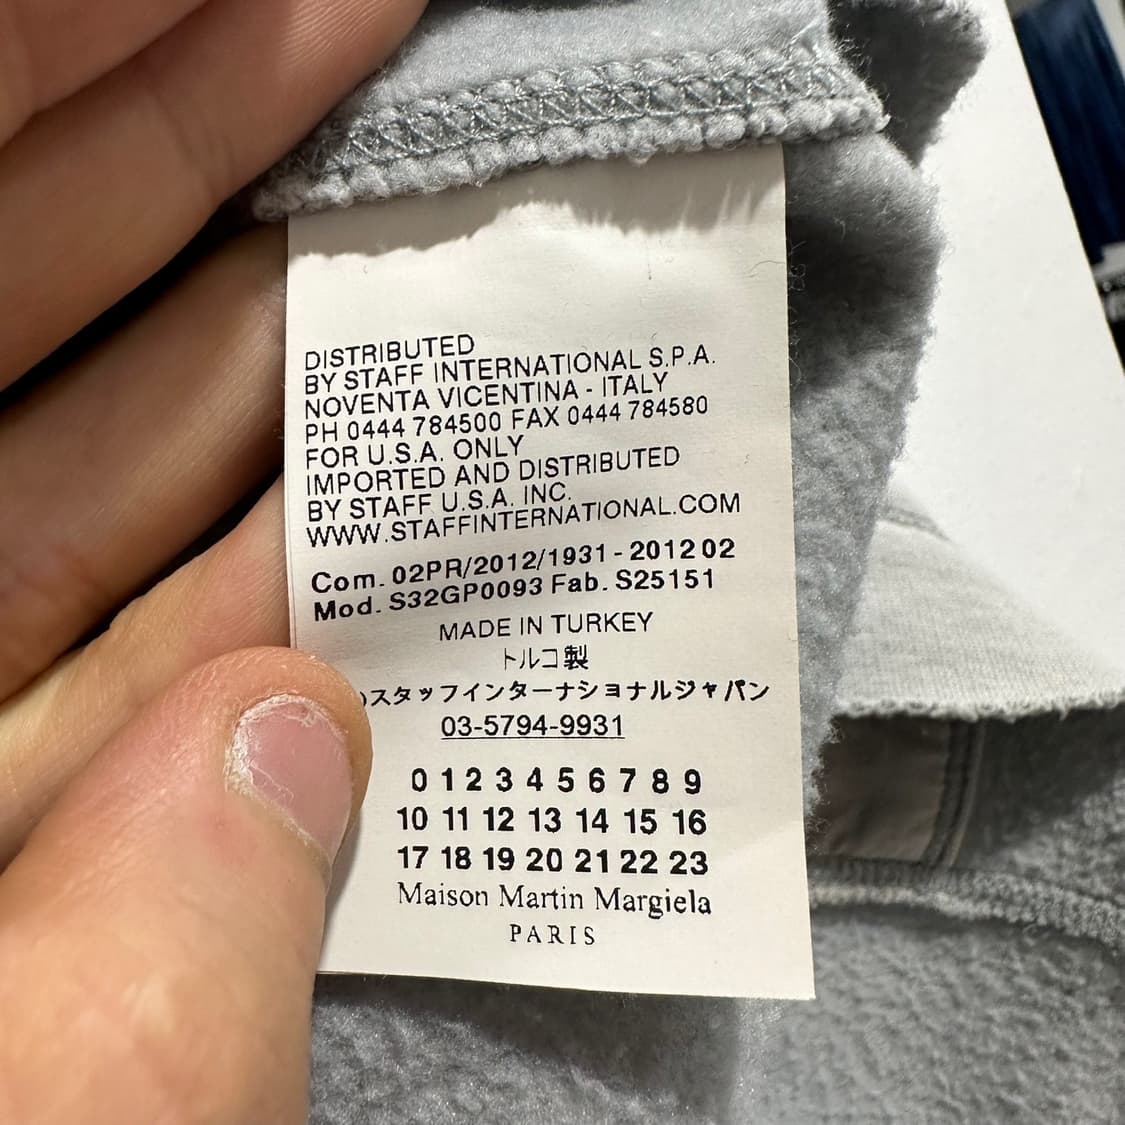 DISTRIBUTED
BY STAFF INTERNATIONAL S.P.A.
NOVENTA VICENTINA - ITALY
PH 0444 784500 FAX 0444 784580
FOR U.S.A. ONLY
IMPORTED AND DISTRIBUTED
BY STAFF U.S.A. INC.
WWW.STAFFINTERNATIONAL.COM
Com. 02PR/2012/1931 - 2012 02
Mod. S32GP0093 Fab. S25151
MADE IN TURKEY
トルコ製
スタッフインターナショナルジャパン
03-5794-9931
0 1 2 3 4 5 6 7 8 9
10 11 12 13 14 15 16
17 18 19 20 21 22 23
Maison Martin Margiela
PARIS